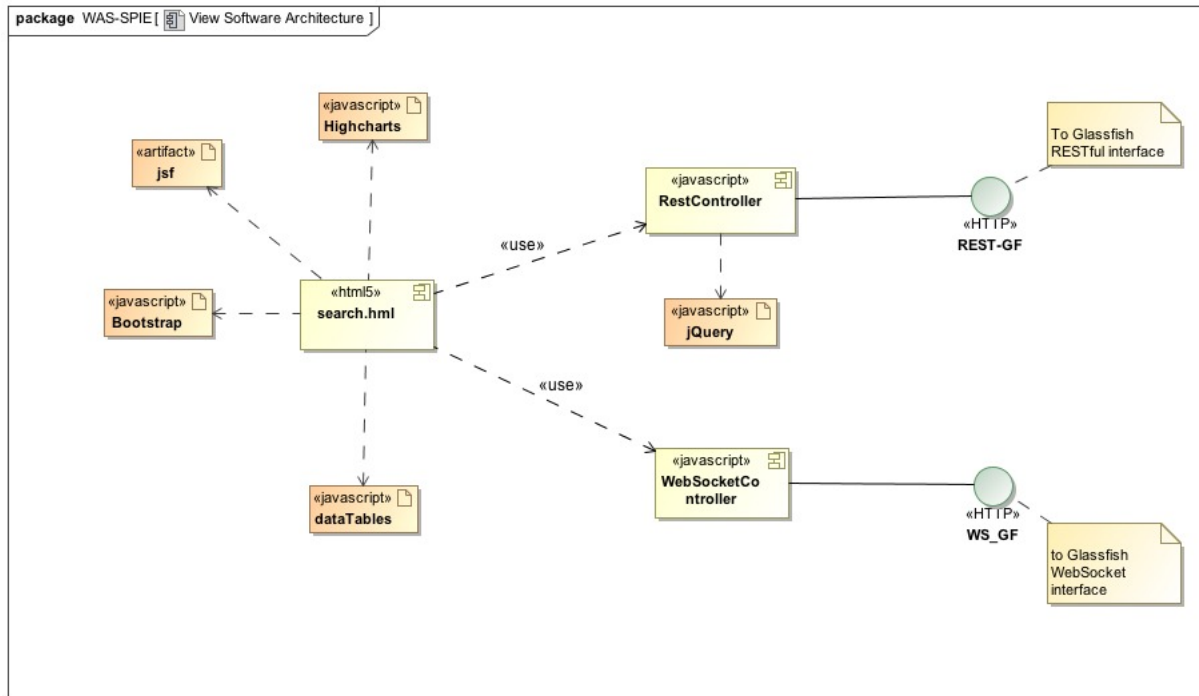 package WAS-SPIE[ View Software Architecture ]
«javascript»
Highcharts
«artifact»
jsf
To Glassfish
RESTful interface
«javascript»
RestController
«HTTP»
REST-GF
«use»
«html5»
search.hml
«javascript»
Bootstrap
«javascript»
jQuery
«use»
«javascript»
WebSocketCo
ntroller
«HTTP»
WS_GF
«javascript»
dataTables
to Glassfish
WebSocket
interface